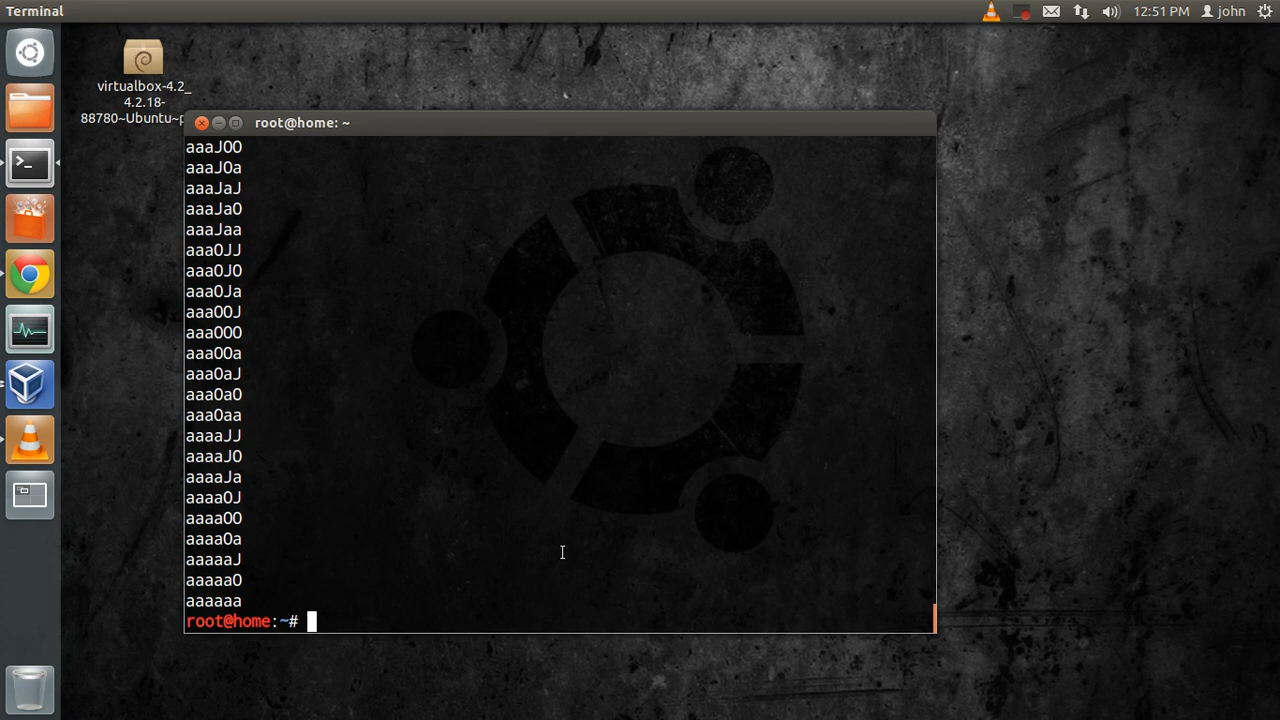 Terminal
12:51 PM
john
virtualbox-4.2_
4.2.18-
88780~Ubuntu~p
root@home: ~
aaaJ00
aaaJ0a
aaaJaJ
aaaJa0
aaaJaa
aaa0JJ
aaa0J0
aaa0Ja
aaa00J
aaa000
aaa00a
aaa0aJ
aaa0a0
aaa0aa
aaaaJJ
aaaaJ0
aaaaJa
aaaa0J
aaaa00
aaaa0a
aaaaaJ
aaaaa0
aaaaaa
root@home:~#